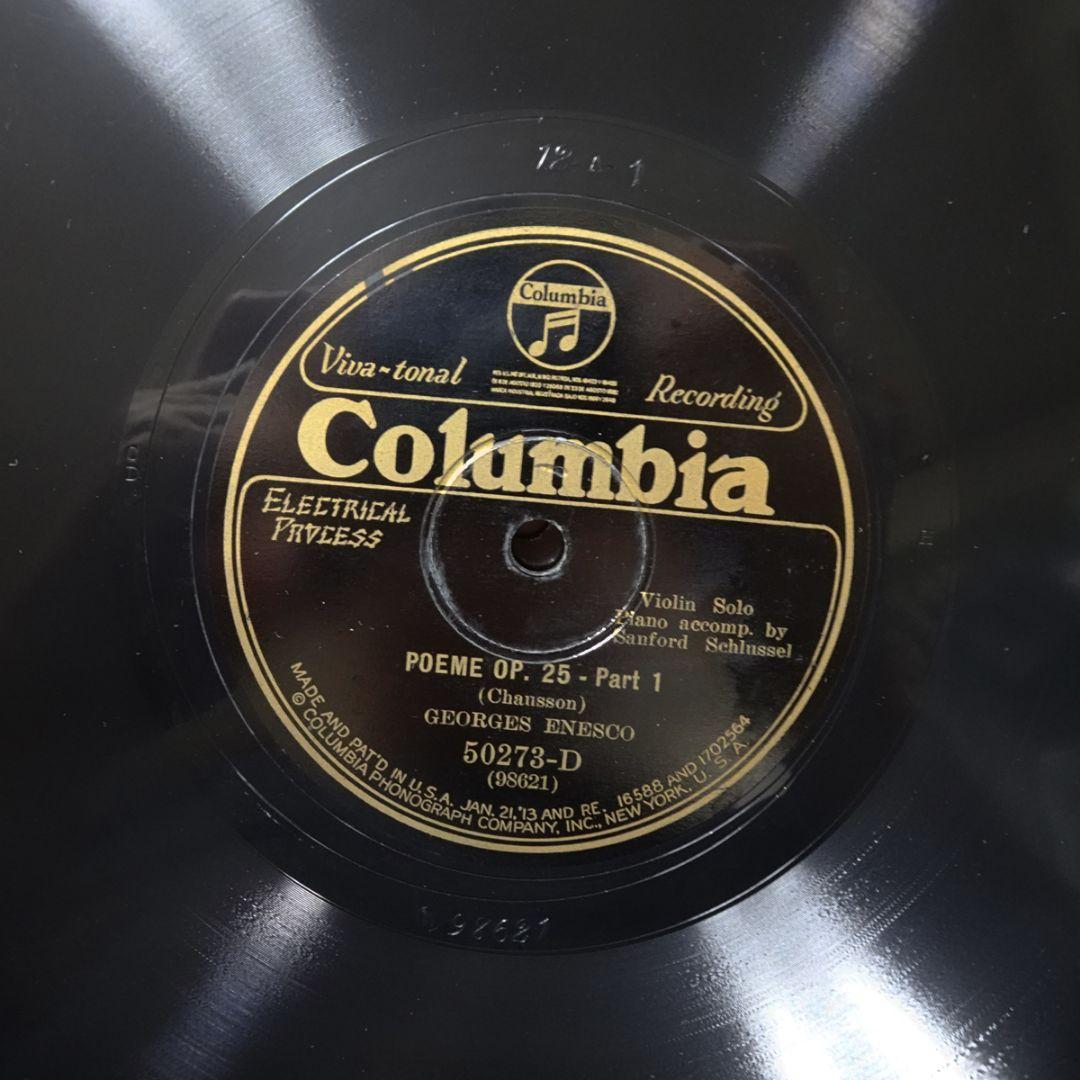 Columbia
Viva-tonal
Recording
Columbia
ELECTRICAL
PROCESS
Violin Solo
Piano accomp. by
Sanford Schlussel
POEME OP. 25 - Part 1
(Chausson)
GEORGES ENESCO
50273-D
(98621)
MADE AND PAT'D IN U.S.A. JAN. 21,'13 AND RE. 16588 AND 1702564
© COLUMBIA PHONOGRAPH COMPANY, INC., NEW YORK, U. S. A.
98621